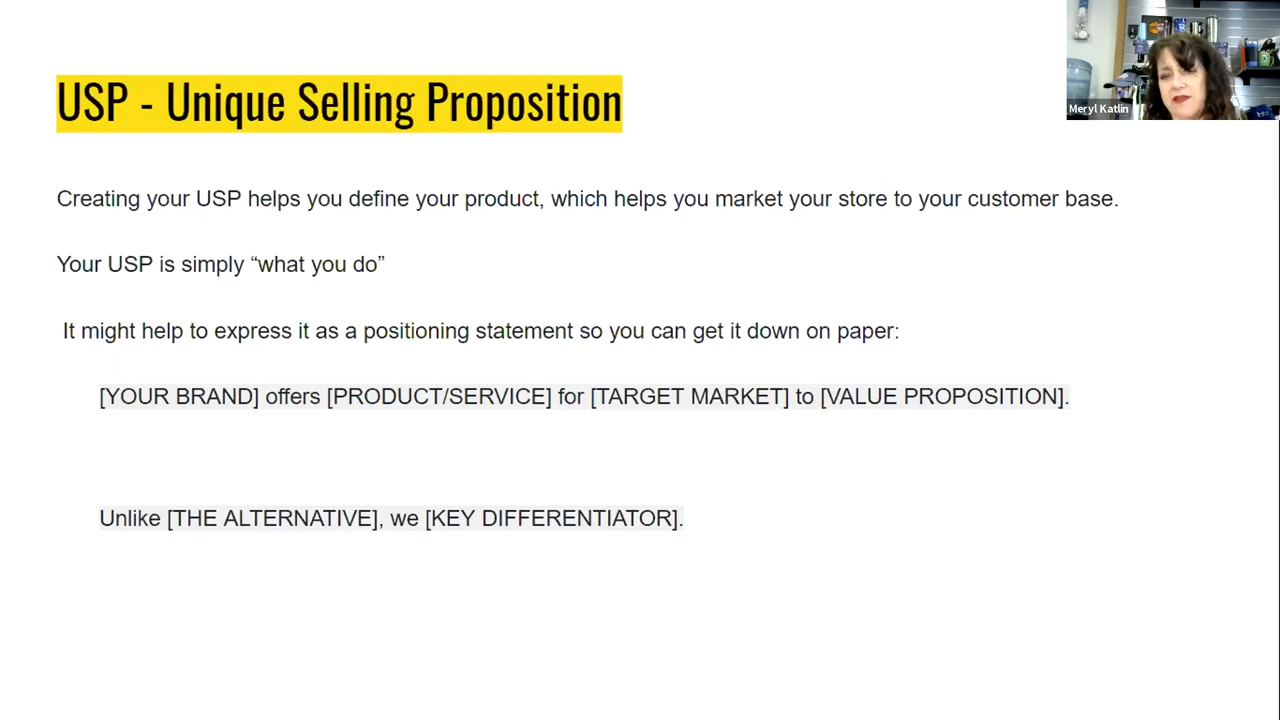 USP - Unique Selling Proposition
Meryl Katlin
Creating your USP helps you define your product, which helps you market your store to your customer base.
Your USP is simply “what you do”
It might help to express it as a positioning statement so you can get it down on paper:
[YOUR BRAND] offers [PRODUCT/SERVICE] for [TARGET MARKET] to [VALUE PROPOSITION].
Unlike [THE ALTERNATIVE], we [KEY DIFFERENTIATOR].